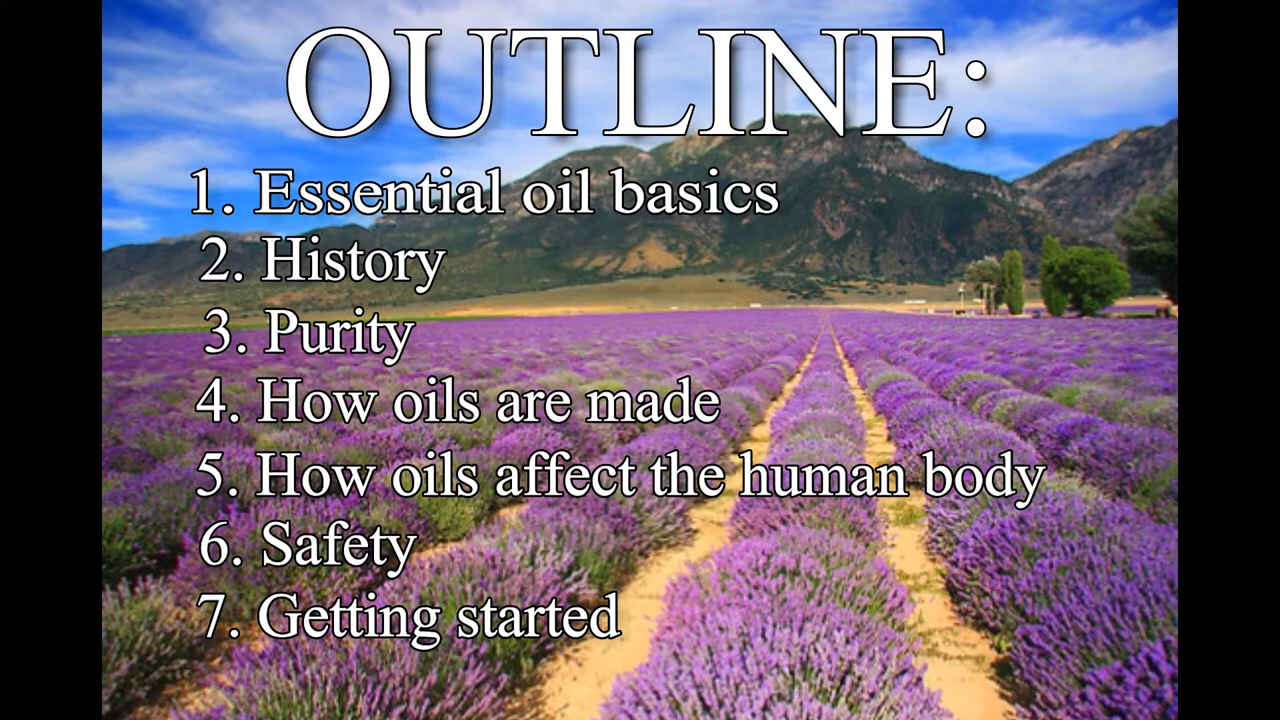 OUTLINE:
1. Essential oil basics
2. History
3. Purity
4. How oils are made
5. How oils affect the human body
6. Safety
7. Getting started